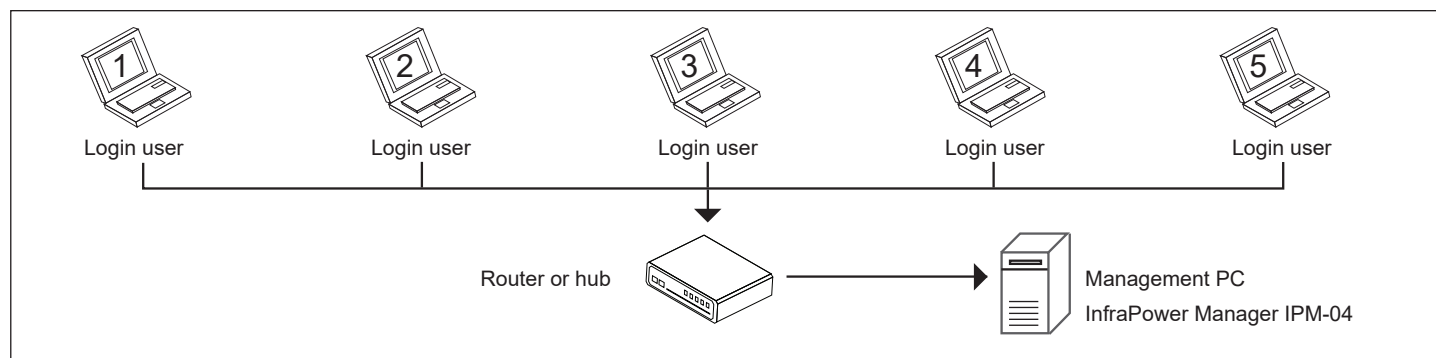 1
2
3
4
5
Login user
Login user
Login user
Login user
Login user
Router or hub
Management PC
InfraPower Manager IPM-04